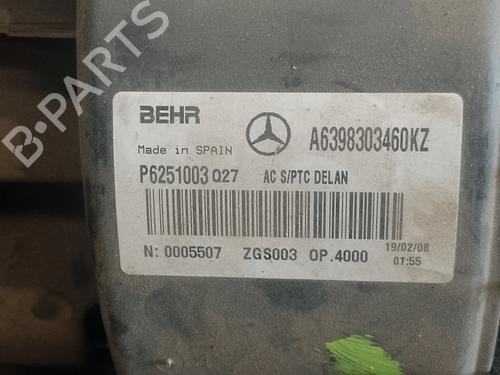 BEHR
A6398303460KZ
Made in SPAIN
P6251003 Q27 AC S/PTC DELAN
N: 0005507 ZGS003 OP.4000
19/02/08
01:55
B-PARTS